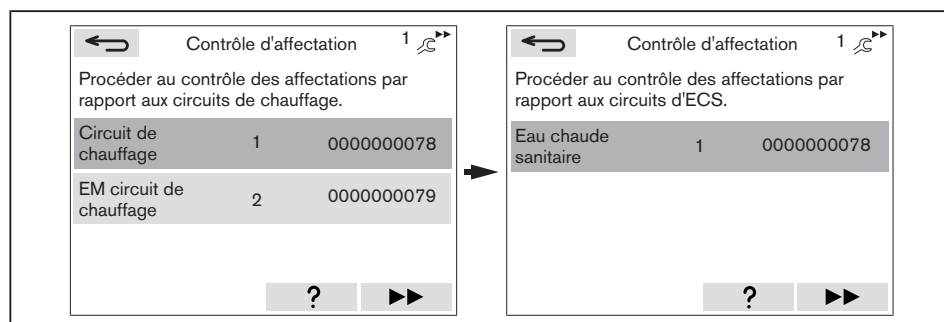 Contrôle d'affectation 1
Procéder au contrôle des affectations par
rapport aux circuits de chauffage.
Circuit de
chauffage 1 0000000078
EM circuit de
chauffage 2 0000000079
?
Contrôle d'affectation 1
Procéder au contrôle des affectations par
rapport aux circuits d'ECS.
Eau chaude
sanitaire 1 0000000078
?